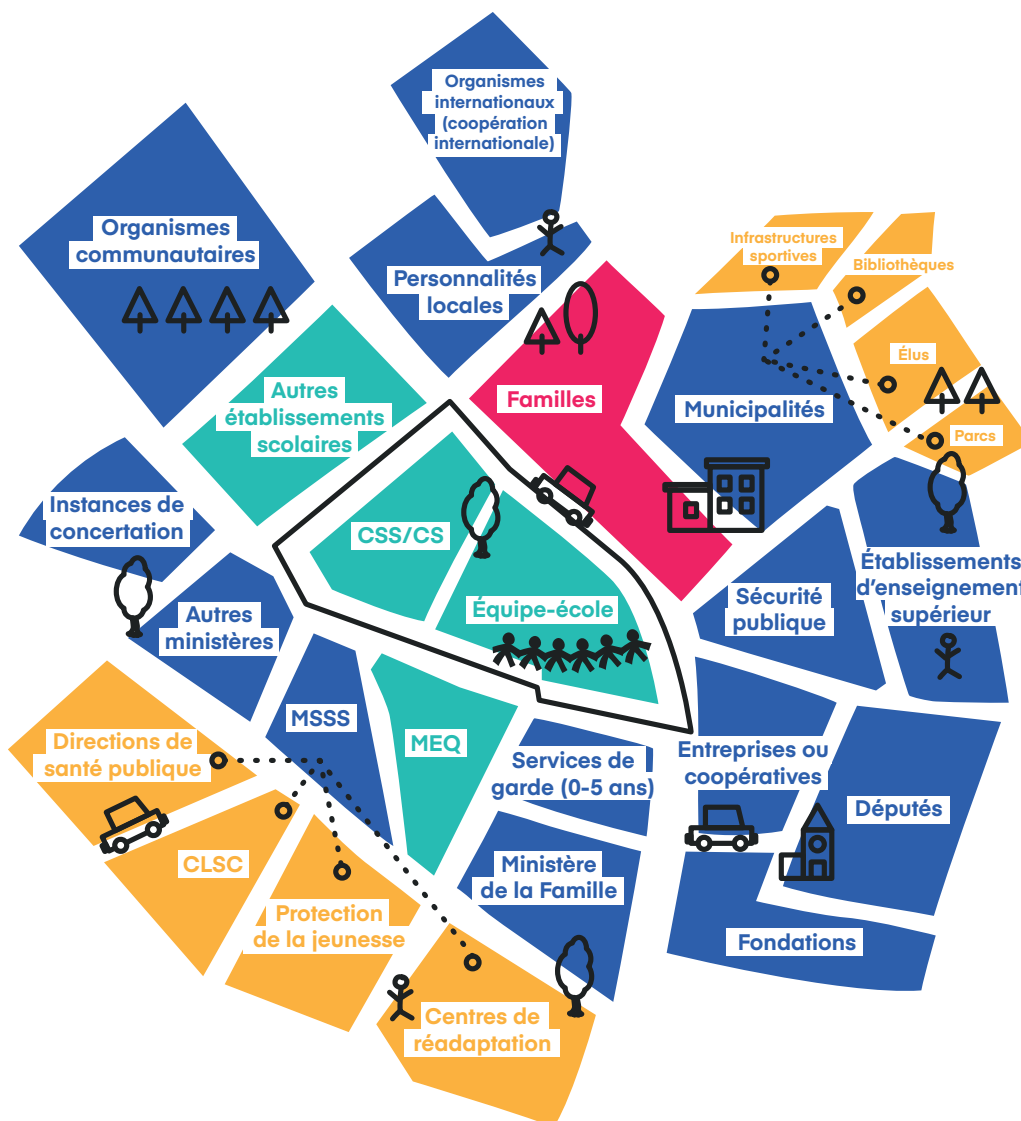 Organismes
internationaux
(coopération
internationale)
Organismes
communautaires
Personnalités
locales
Infrastructures
sportives
Bibliothèques
Élus
Parcs
Autres
établissements
scolaires
Familles
Municipalités
Instances de
concertation
CSS/CS
Équipe-école
Sécurité
publique
Établissements
d'enseignement
supérieur
Autres
ministères
MSSS
MEQ
Directions de
santé publique
Services de
garde (0-5 ans)
Entreprises ou
coopératives
Députés
CLSC
Ministère
de la Famille
Protection
de la jeunesse
Fondations
Centres de
réadaptation